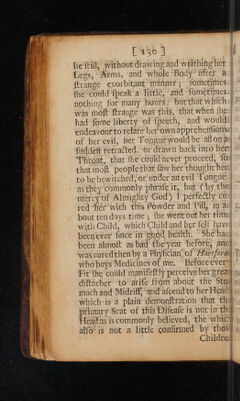 [ 130 ]
lie still, without drawing and writhing her
Legs, Arms, and whole Body after a
strange exorbitant manner; sometimes
she could speak a little, and sometimes
nothing for many hours; but that which
was most strange was this, that when she
had some liberty of speech, and would
endeavour to relate her own apprehensions
of her evil, her Tongue would be all on a
sudden retracted, or drawn back into her
Throat, that she could never proceed, so
that most people that saw her thought her
to be bewitched, or under an evil Tongue,
as they commonly phrase it, but (by the
mercy of Almighty God) I perfectly cu-
red her with this Powder and Pill, in a-
bout ten days time; she went out her time
with Child, which Child and her self have
been ever since in good health. She had
been almost as bad the year before, and
was cured then by a Physician of Hartford
who buys Medicines of me. Before every
Fit she could manifestly perceive her great
disturber to arise from about the Sto-
mach and Midriff, and ascend to her Head
which is a plain demonstration that the
primary Seat of this Disease is not in the
Head as is commonly believed, the which
also is not a little confirmed by those
Children